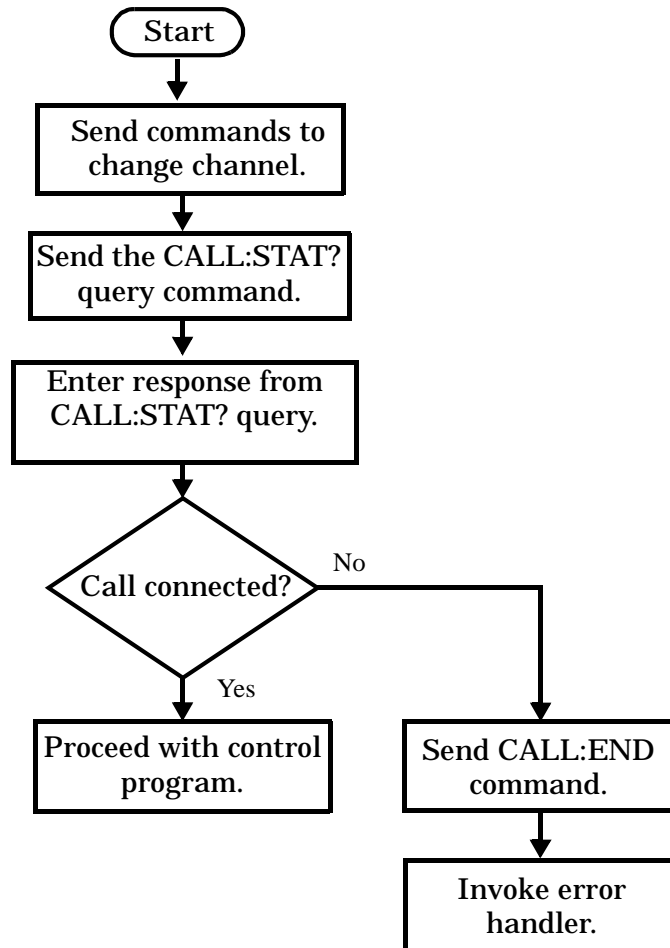 Start
Send commands to
change channel.
Send the CALL:STAT?
query command.
Enter response from
CALL:STAT? query.
Call connected?
No
Yes
Proceed with control
program.
Send CALL:END
command.
Invoke error
handler.